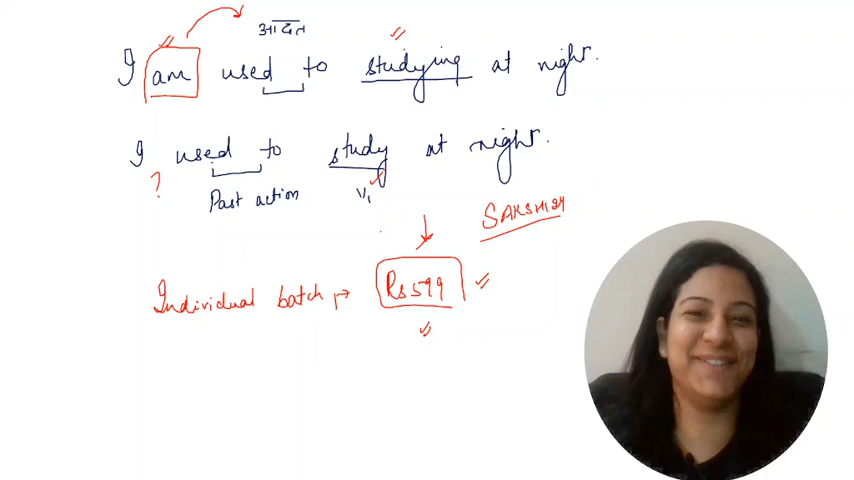 आदत
I am used to studying at night.
I used to study at night.
?
Past action
V1
SAKSHI24
Individual batch → Rs 599